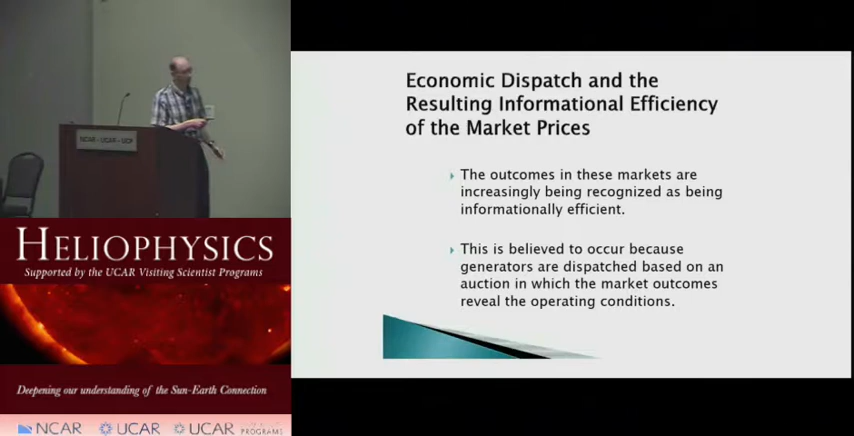 NCAR - UCAR - UCP
HELIOPHYSICS
Supported by the UCAR Visiting Scientist Programs
Deepening our understanding of the Sun-Earth Connection
NCAR UCAR UCAR
PROGRAMS
Economic Dispatch and the
Resulting Informational Efficiency
of the Market Prices
The outcomes in these markets are
increasingly being recognized as being
informationally efficient.
This is believed to occur because
generators are dispatched based on an
auction in which the market outcomes
reveal the operating conditions.